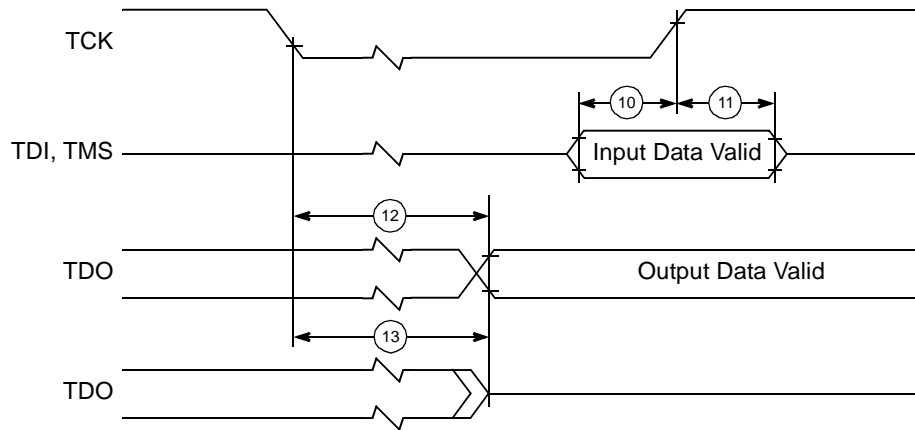 TCK
10
11
TDI, TMS
Input Data Valid
12
TDO
Output Data Valid
13
TDO